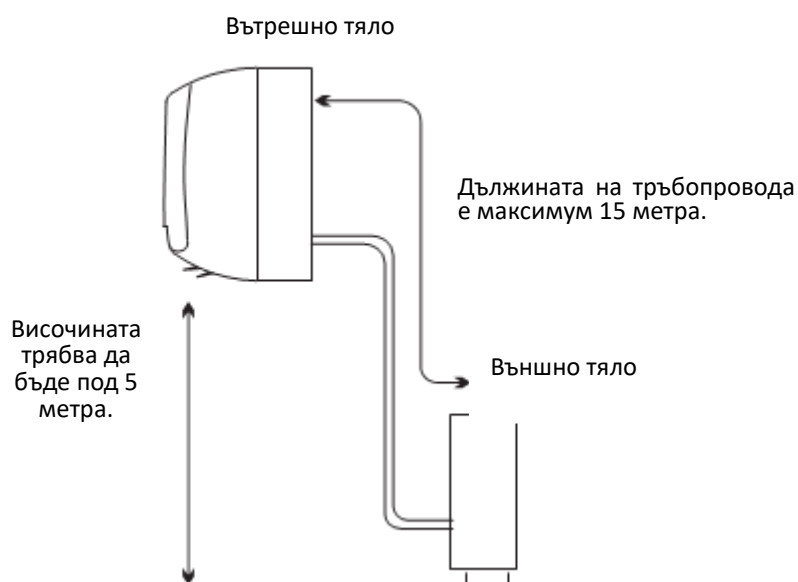 Вътрешно тяло
Дължината на тръбопровода
е максимум 15 метра.
Височината
трябва да
бъде под 5
метра.
Външно тяло